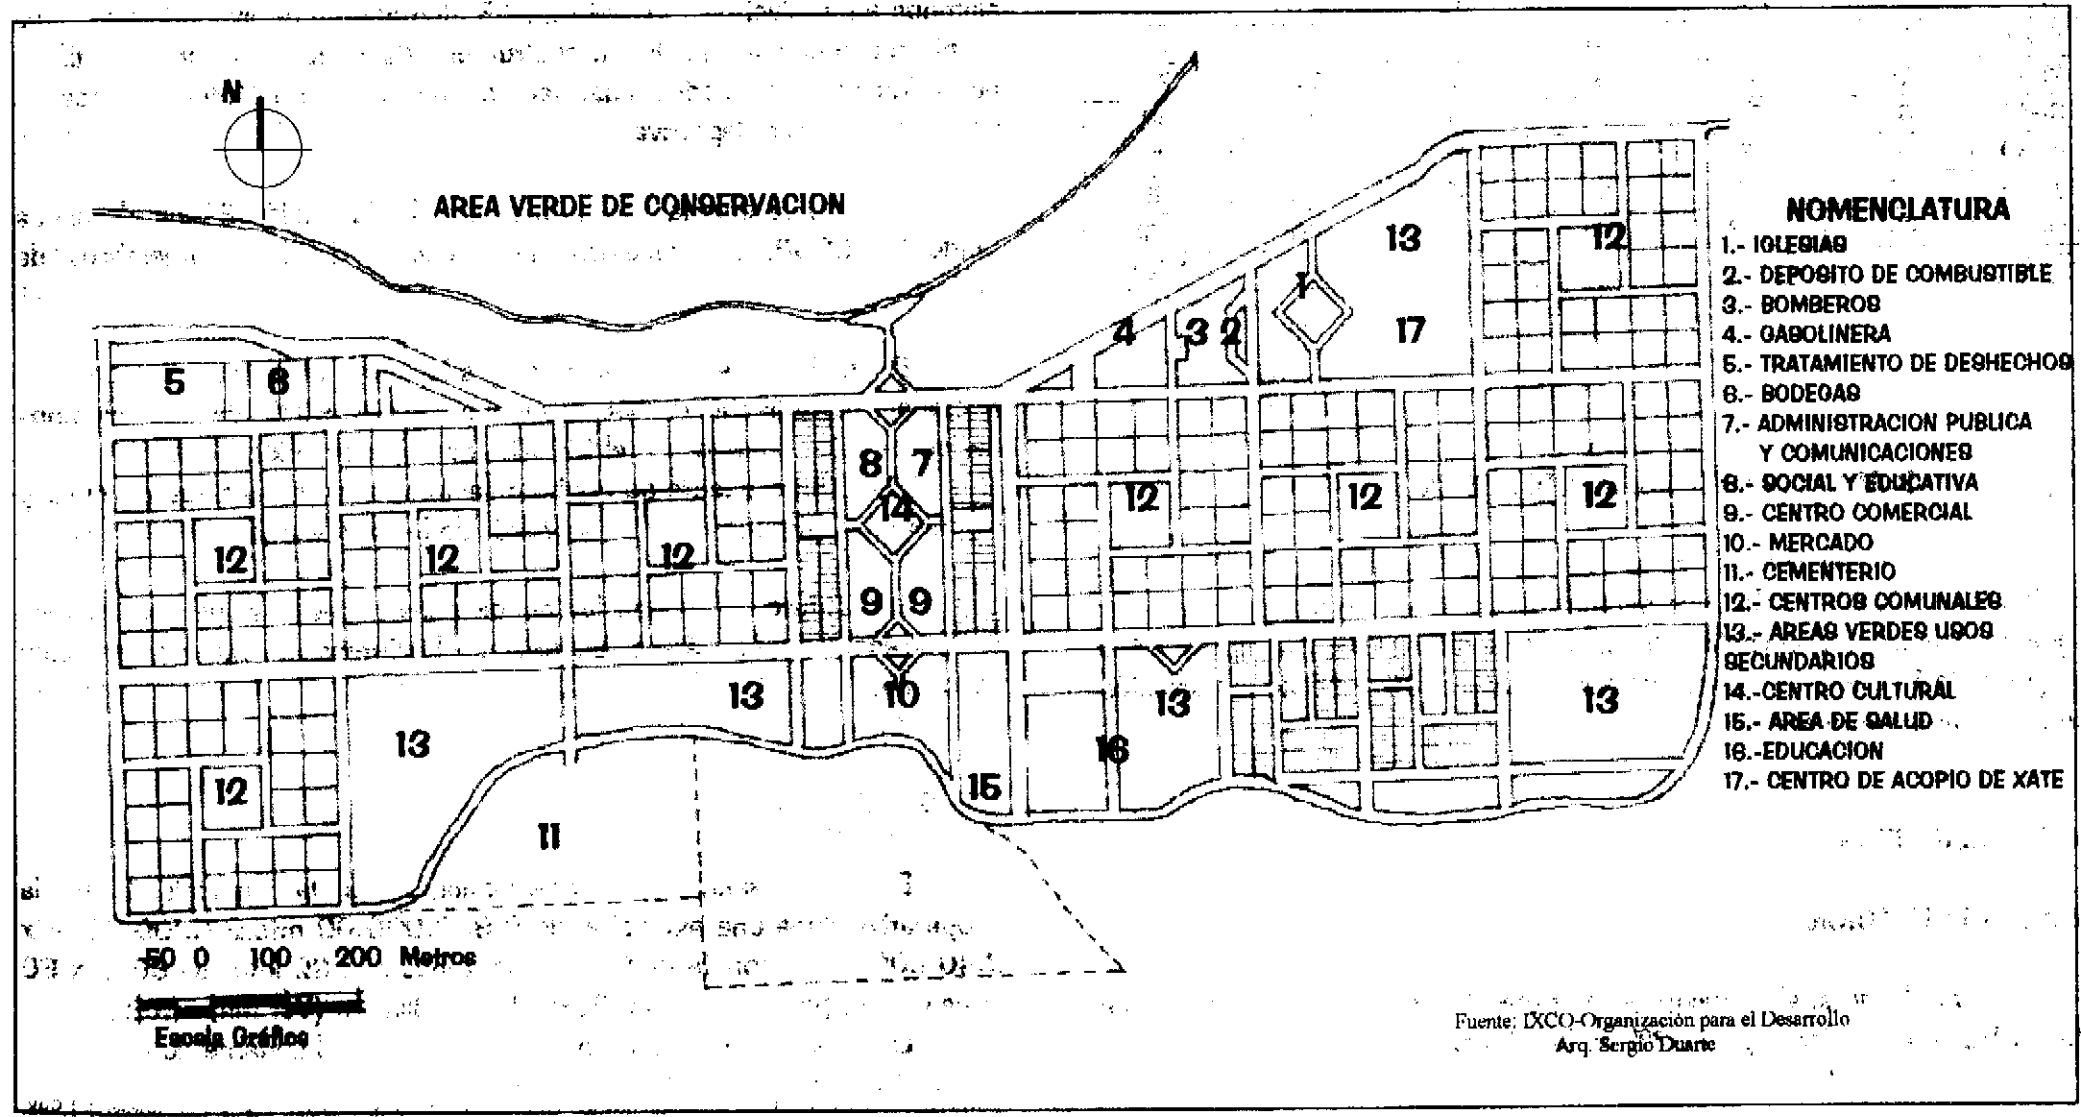 N
AREA VERDE DE CONSERVACION
13
12
1
4
3
2
17
5
6
8
7
14
12
12
12
12
12
12
9
9
13
10
13
13
13
12
16
15
11
NOMENCLATURA
1.- IGLESIAS
2.- DEPOSITO DE COMBUSTIBLE
3.- BOMBEROS
4.- GASOLINERA
5.- TRATAMIENTO DE DESHECHOS
6.- BODEGAS
7.- ADMINISTRACION PUBLICA
Y COMUNICACIONES
8.- SOCIAL Y EDUCATIVA
9.- CENTRO COMERCIAL
10.- MERCADO
11.- CEMENTERIO
12.- CENTROS COMUNALES
13.- AREAS VERDES USOS
SECUNDARIOS
14.-CENTRO CULTURAL
15.- AREA DE SALUD
16.-EDUCACION
17.- CENTRO DE ACOPIO DE XATE
50 0 100 200 Metros
Escala Gráfica
Fuente: IXCO-Organización para el Desarrollo
Arq. Sergio Duarte